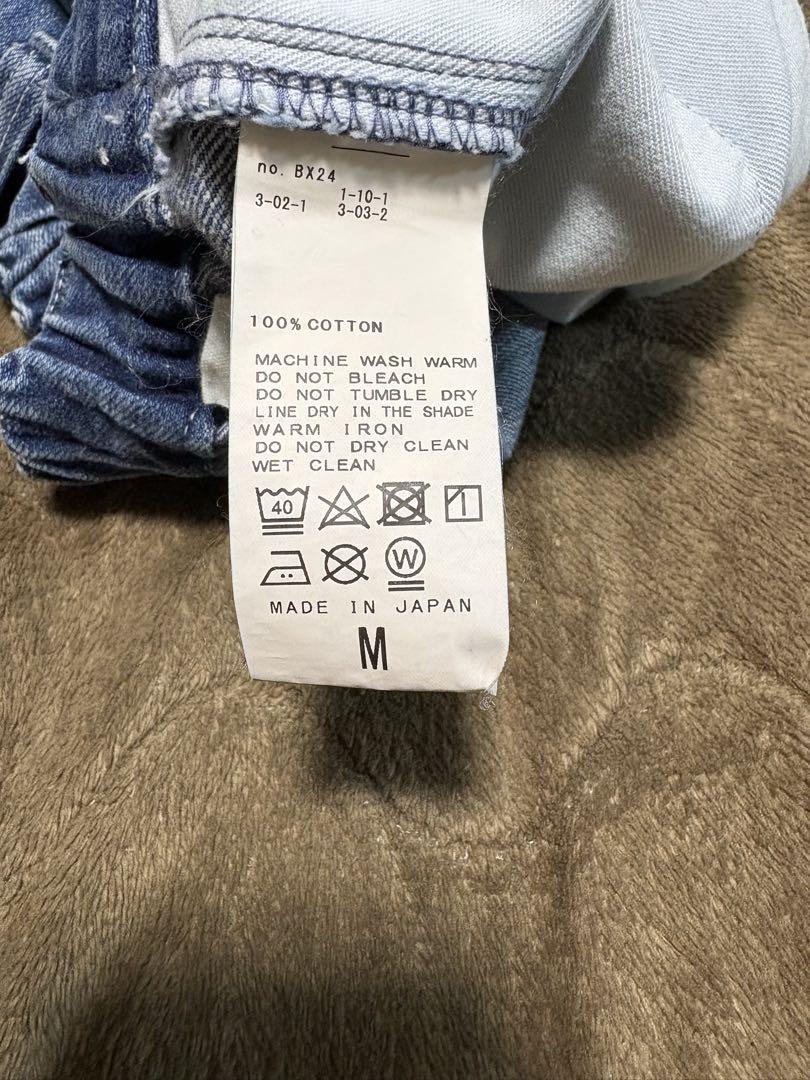 no. BX24
1-10-1
3-02-1 3-03-2
100% COTTON
MACHINE WASH WARM
DO NOT BLEACH
DO NOT TUMBLE DRY
LINE DRY IN THE SHADE
WARM IRON
DO NOT DRY CLEAN
WET CLEAN
40
W
MADE IN JAPAN
M